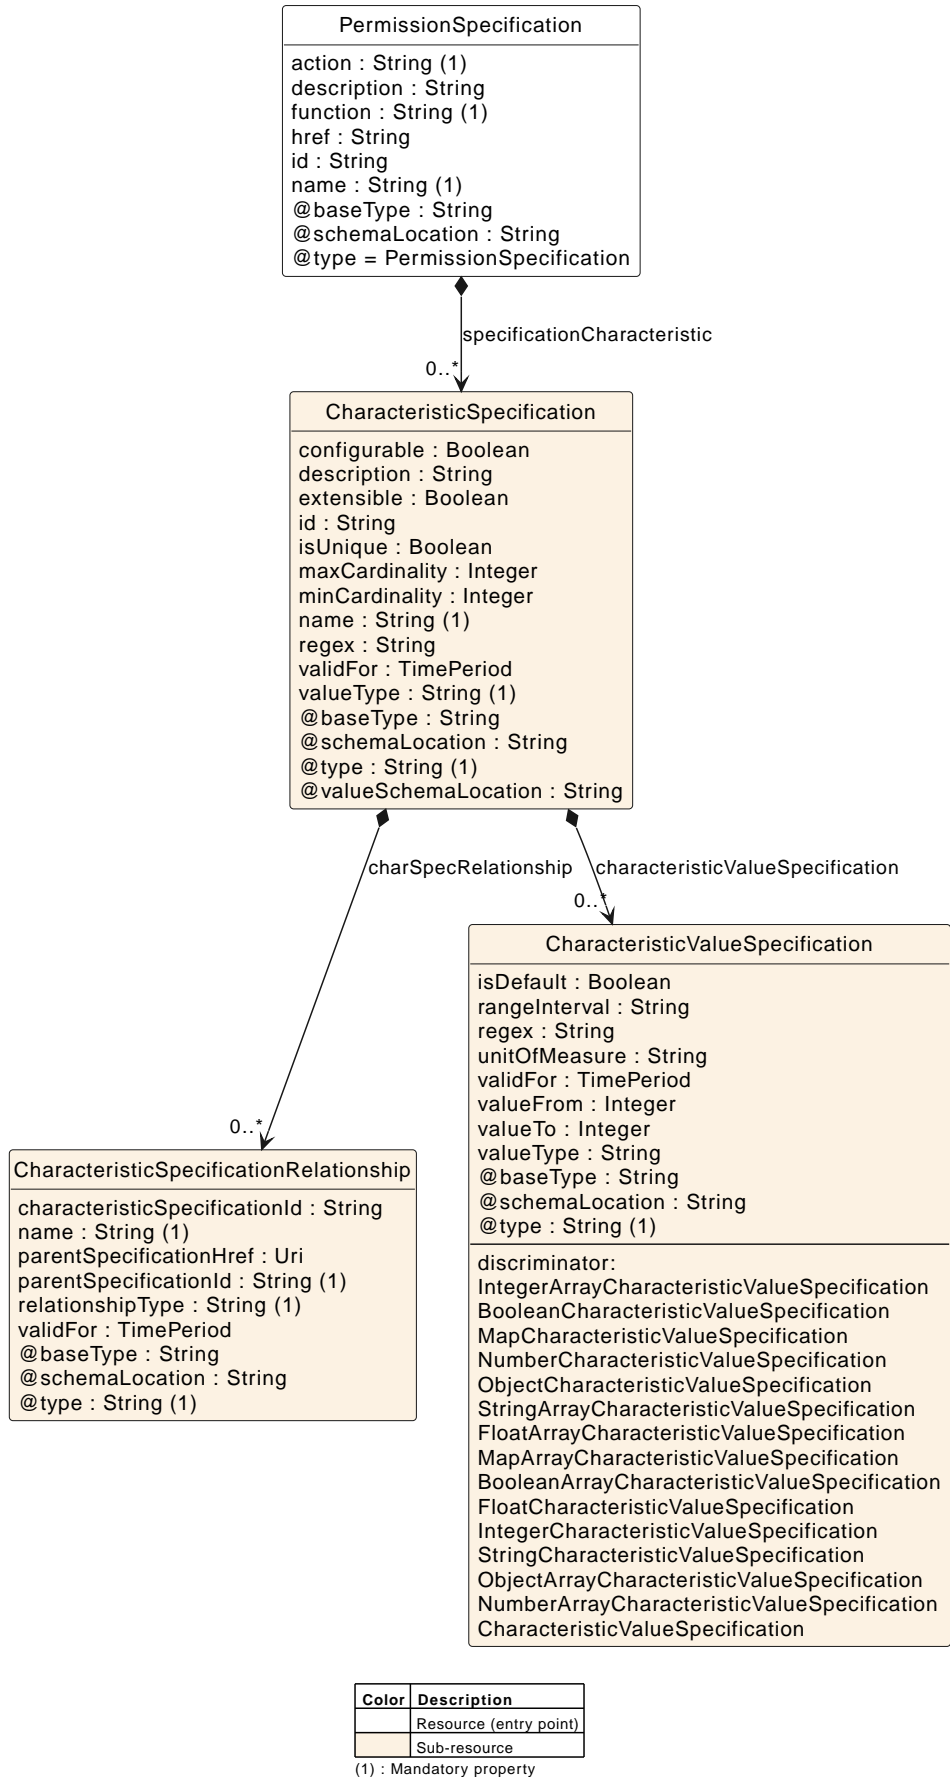 PermissionSpecification
action : String (1)
description : String
function : String (1)
href : String
id : String
name : String (1)
@baseType : String
@schemaLocation : String
@type = PermissionSpecification
specificationCharacteristic
0..*
CharacteristicSpecification
configurable : Boolean
description : String
extensible : Boolean
id : String
isUnique : Boolean
maxCardinality : Integer
minCardinality : Integer
name : String (1)
regex : String
validFor : TimePeriod
valueType : String (1)
@baseType : String
@schemaLocation : String
@type : String (1)
@valueSchemaLocation : String
charSpecRelationship
characteristicValueSpecification
0..*
CharacteristicValueSpecification
isDefault : Boolean
rangeInterval : String
regex : String
unitOfMeasure : String
validFor : TimePeriod
valueFrom : Integer
valueTo : Integer
valueType : String
@baseType : String
@schemaLocation : String
@type : String (1)
discriminator:
IntegerArrayCharacteristicValueSpecification
BooleanCharacteristicValueSpecification
MapCharacteristicValueSpecification
NumberCharacteristicValueSpecification
ObjectCharacteristicValueSpecification
StringArrayCharacteristicValueSpecification
FloatArrayCharacteristicValueSpecification
MapArrayCharacteristicValueSpecification
BooleanArrayCharacteristicValueSpecification
FloatCharacteristicValueSpecification
IntegerCharacteristicValueSpecification
StringCharacteristicValueSpecification
ObjectArrayCharacteristicValueSpecification
NumberArrayCharacteristicValueSpecification
CharacteristicValueSpecification
0..*
CharacteristicSpecificationRelationship
characteristicSpecificationId : String
name : String (1)
parentSpecificationHref : Uri
parentSpecificationId : String (1)
relationshipType : String (1)
validFor : TimePeriod
@baseType : String
@schemaLocation : String
@type : String (1)
Color Description
Resource (entry point)
Sub-resource
(1) : Mandatory property